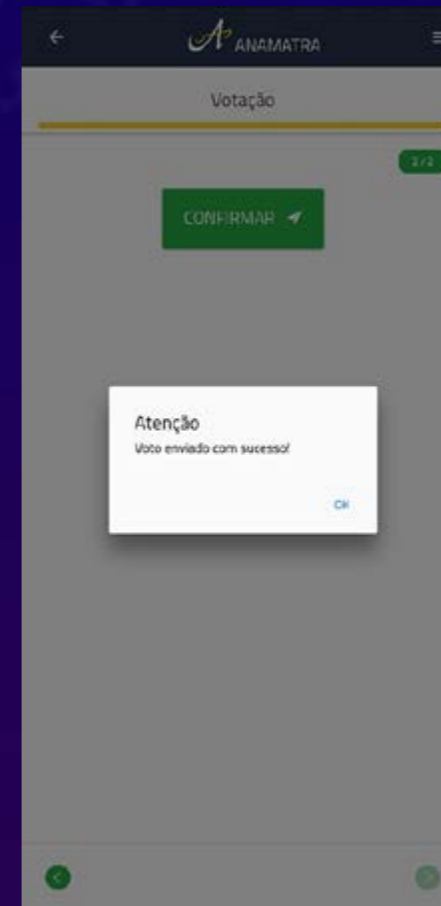 ANAMATRA
Votação
2/2
CONFIRMAR
Atenção
Voto enviado com sucesso!
OK